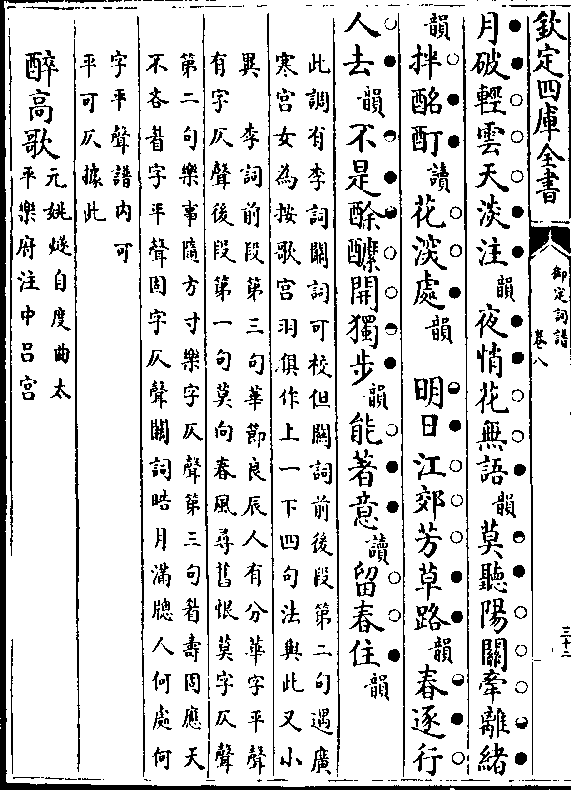 欽定四庫全書
御定詞譜
卷八
三十二
月破輕雲天淡注韻夜悄花無語韻莫聽陽關牽離緒
韻拌酩酊讀花淡處韻 明日江郊芳草路韻春逐行
人去韻不是酴醾開獨步韻能著意讀留春住韻
此調有李詞關詞可校但關詞前後段第二句遇廣
寒宮女為按歌宮羽俱作上一下四句法與此又小
異 李詞前段第三句華節良辰人有分華字平聲
有字仄聲後段第一句莫向春風尋舊恨莫字仄聲
第二句樂事隨方寸樂字仄聲第三句耆壽固應天
不吝耆字平聲固字仄聲關詞皓月滿牕人何處何
字平聲譜內可
平可仄據此
醉高歌
元姚燧自度曲太
平樂府注中呂宮